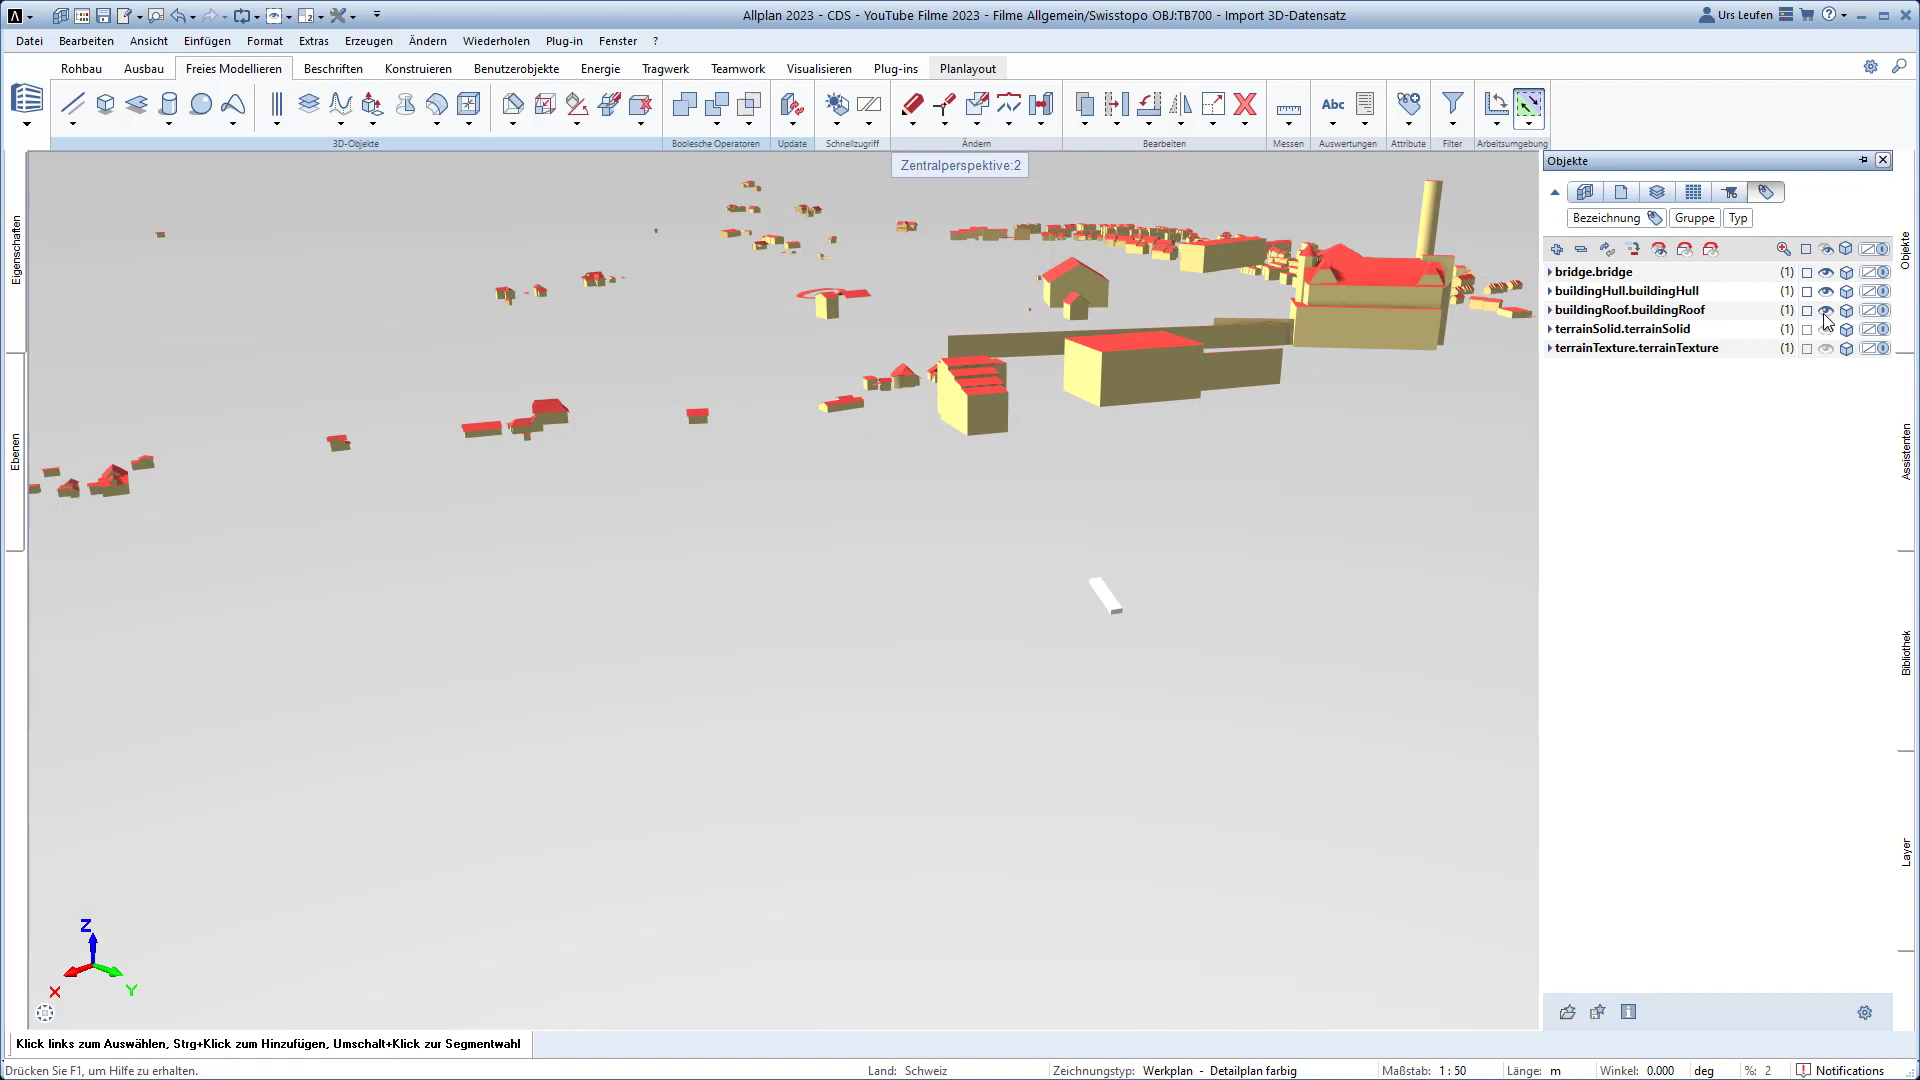 Allplan 2023 - CDS - YouTube Filme 2023 - Filme Allgemein/Swisstopo OBJ:TB700 - Import 3D-Datensatz
Urs Leufen
Datei Bearbeiten Ansicht Einfügen Format Extras Erzeugen Ändern Wiederholen Plug-in Fenster ?
Rohbau Ausbau Freies Modellieren Beschriften Konstruieren Benutzerobjekte Energie Tragwerk Teamwork Visualisieren Plug-ins Planlayout
Abc
3D-Objekte Boolesche Operatoren Update Schnellzugriff Ändern Bearbeiten Messen Auswertungen Attribute Filter Arbeitsumgebung
Zentralperspektive:2
Objekte
Bezeichnung Gruppe Typ
bridge.bridge (1)
buildingHull.buildingHull (1)
buildingRoof.buildingRoof (1)
terrainSolid.terrainSolid (1)
terrainTexture.terrainTexture (1)
Eigenschaften
Ebenen
Objekte
Assistenten
Bibliothek
Layer
Z
X
Y
Klick links zum Auswählen, Strg+Klick zum Hinzufügen, Umschalt+Klick zur Segmentwahl
Drücken Sie F1, um Hilfe zu erhalten. Land: Schweiz Zeichnungstyp: Werkplan - Detailplan farbig Maßstab: 1 : 50 Länge: m Winkel: 0.000 deg %: 2 Notifications